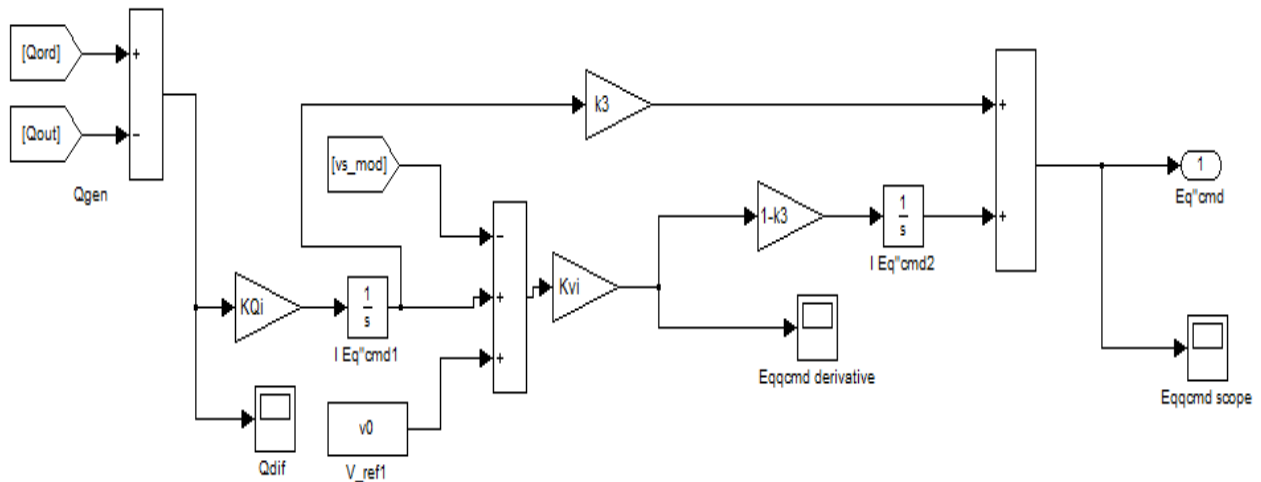 [Qord]
+
[Qout]
−
Qgen
k3
+
[vs_mod]
−
1-k3
1
s
I Eq"cmd2
+
1
Eq"cmd
KQi
1
s
I Eq"cmd1
+
Kvi
+
Eqqcmd derivative
Eqqcmd scope
Qdif
v0
V_ref1